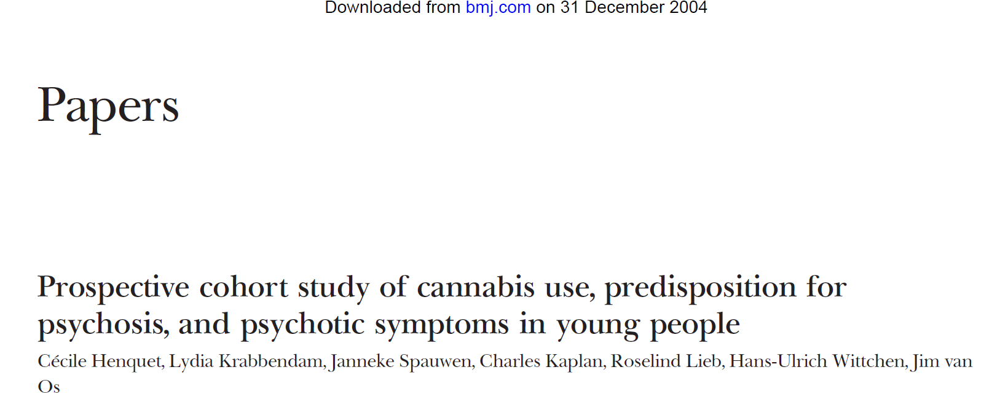 Downloaded from bmj.com on 31 December 2004
Papers
Prospective cohort study of cannabis use, predisposition for
psychosis, and psychotic symptoms in young people
Cécile Henquet, Lydia Krabbendam, Janneke Spauwen, Charles Kaplan, Roselind Lieb, Hans-Ulrich Wittchen, Jim van
Os